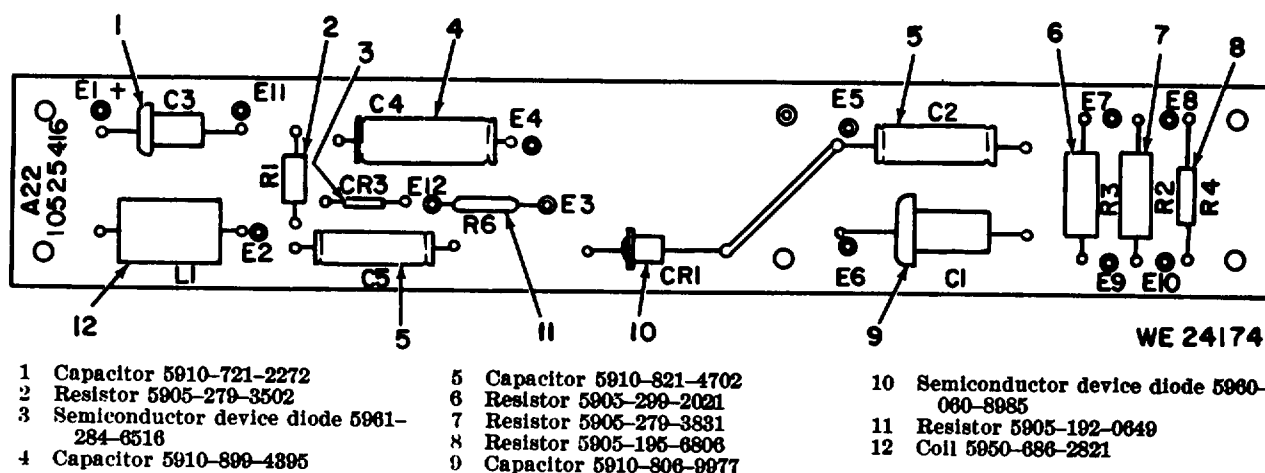 1
2
3
4
5
6
7
8
E1 +
C3
E11
C4
E4
E5
C2
E7
E8
A22
10525416
R1
CR3
E12
R6
E3
R3
R2
R4
E2
L1
C5
CR1
E6
C1
E9
E10
12
5
11
10
9
WE 24174
1 Capacitor 5910–721–2272
2 Resistor 5905–279–3502
3 Semiconductor device diode 5961–
284–6516
4 Capacitor 5910–899–4395
5 Capacitor 5910–821–4702
6 Resistor 5905–299–2021
7 Resistor 5905–279–3831
8 Resistor 5905–195–6806
9 Capacitor 5910–806–9977
10 Semiconductor device diode 5960–
060–8985
11 Resistor 5905–192–0649
12 Coil 5950–686–2821